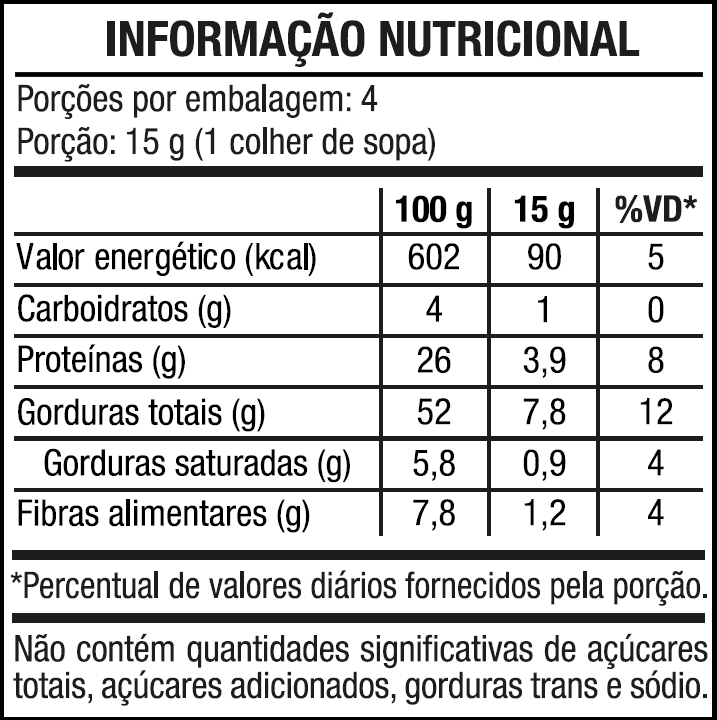 INFORMAÇÃO NUTRICIONAL
Porções por embalagem: 4
Porção: 15 g (1 colher de sopa)
100 g 15 g %VD*
Valor energético (kcal) 602 90 5
Carboidratos (g) 4 1 0
Proteínas (g) 26 3,9 8
Gorduras totais (g) 52 7,8 12
Gorduras saturadas (g) 5,8 0,9 4
Fibras alimentares (g) 7,8 1,2 4
*Percentual de valores diários fornecidos pela porção.
Não contém quantidades significativas de açúcares
totais, açúcares adicionados, gorduras trans e sódio.